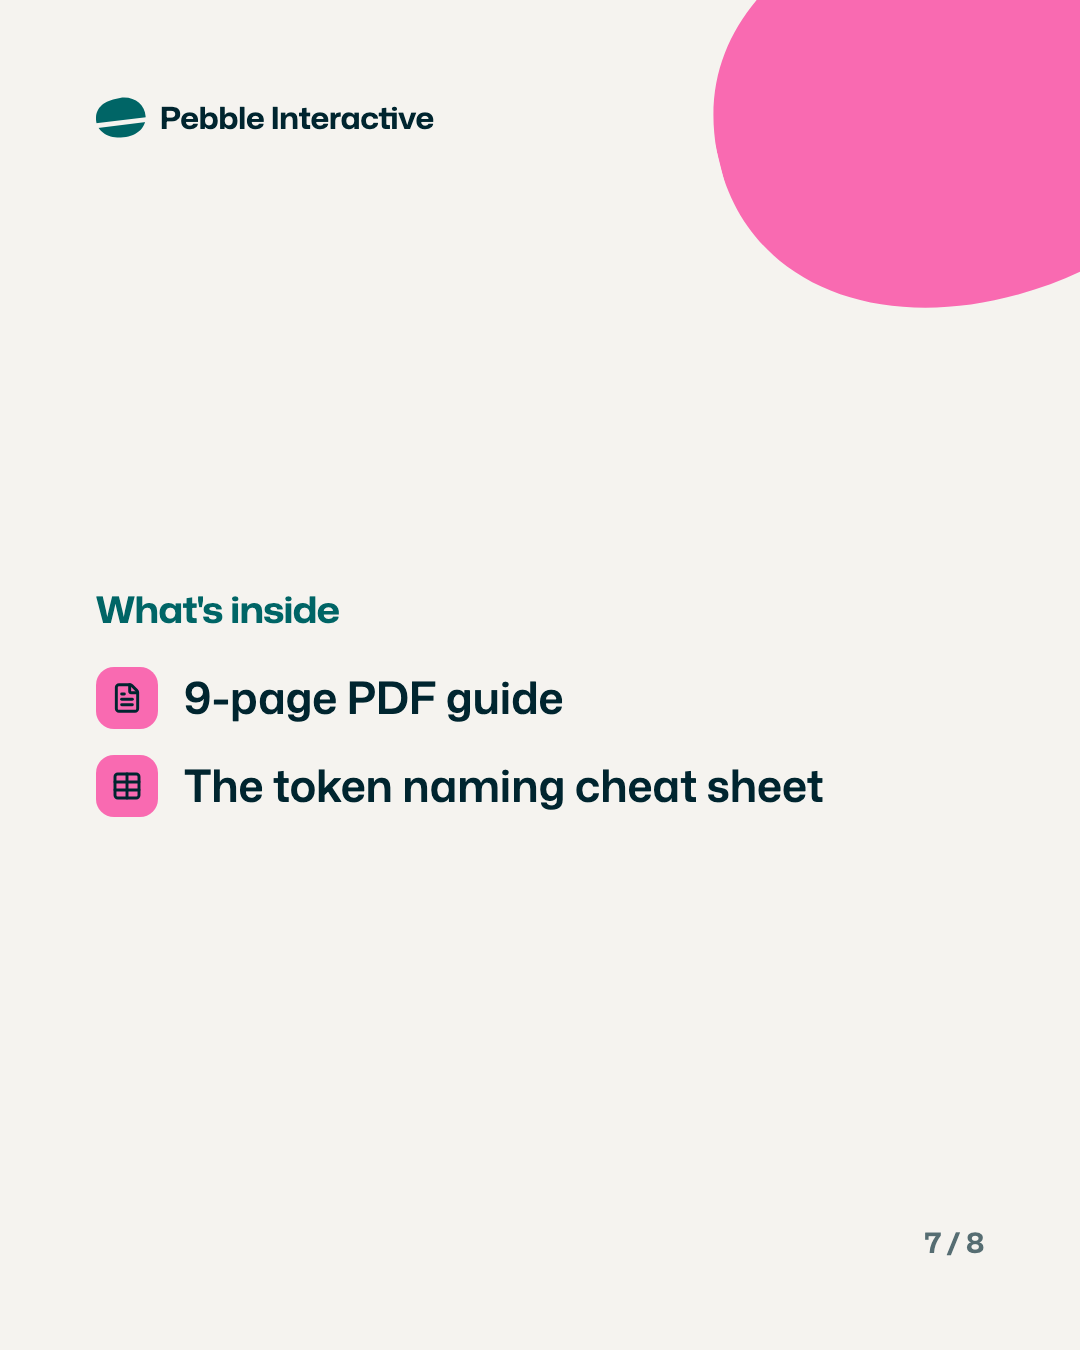 Pebble Interactive
What's inside
9-page PDF guide
The token naming cheat sheet
7 / 8